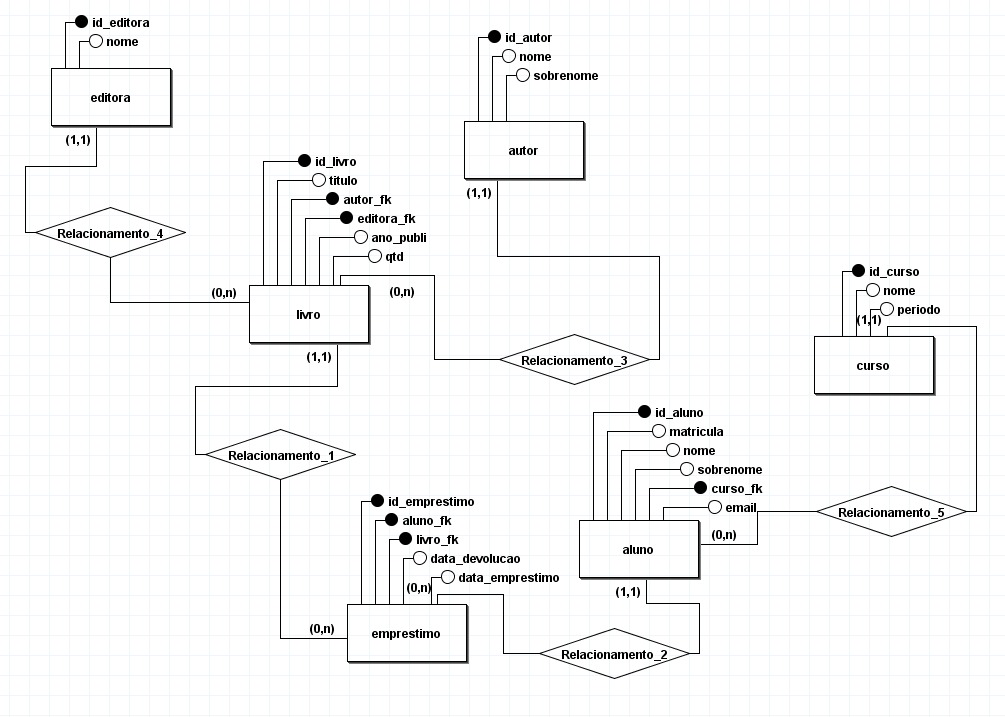 id_editora
nome
editora
(1,1)
Relacionamento_4
(0,n)
id_autor
nome
sobrenome
autor
(1,1)
id_livro
titulo
autor_fk
editora_fk
ano_publi
qtd
(0,n)
livro
(1,1)
Relacionamento_3
id_curso
nome
periodo
(1,1)
curso
Relacionamento_1
id_aluno
matricula
nome
sobrenome
curso_fk
email
Relacionamento_5
(0,n)
aluno
(1,1)
id_emprestimo
aluno_fk
livro_fk
data_devolucao
data_emprestimo
(0,n)
(0,n)
emprestimo
Relacionamento_2